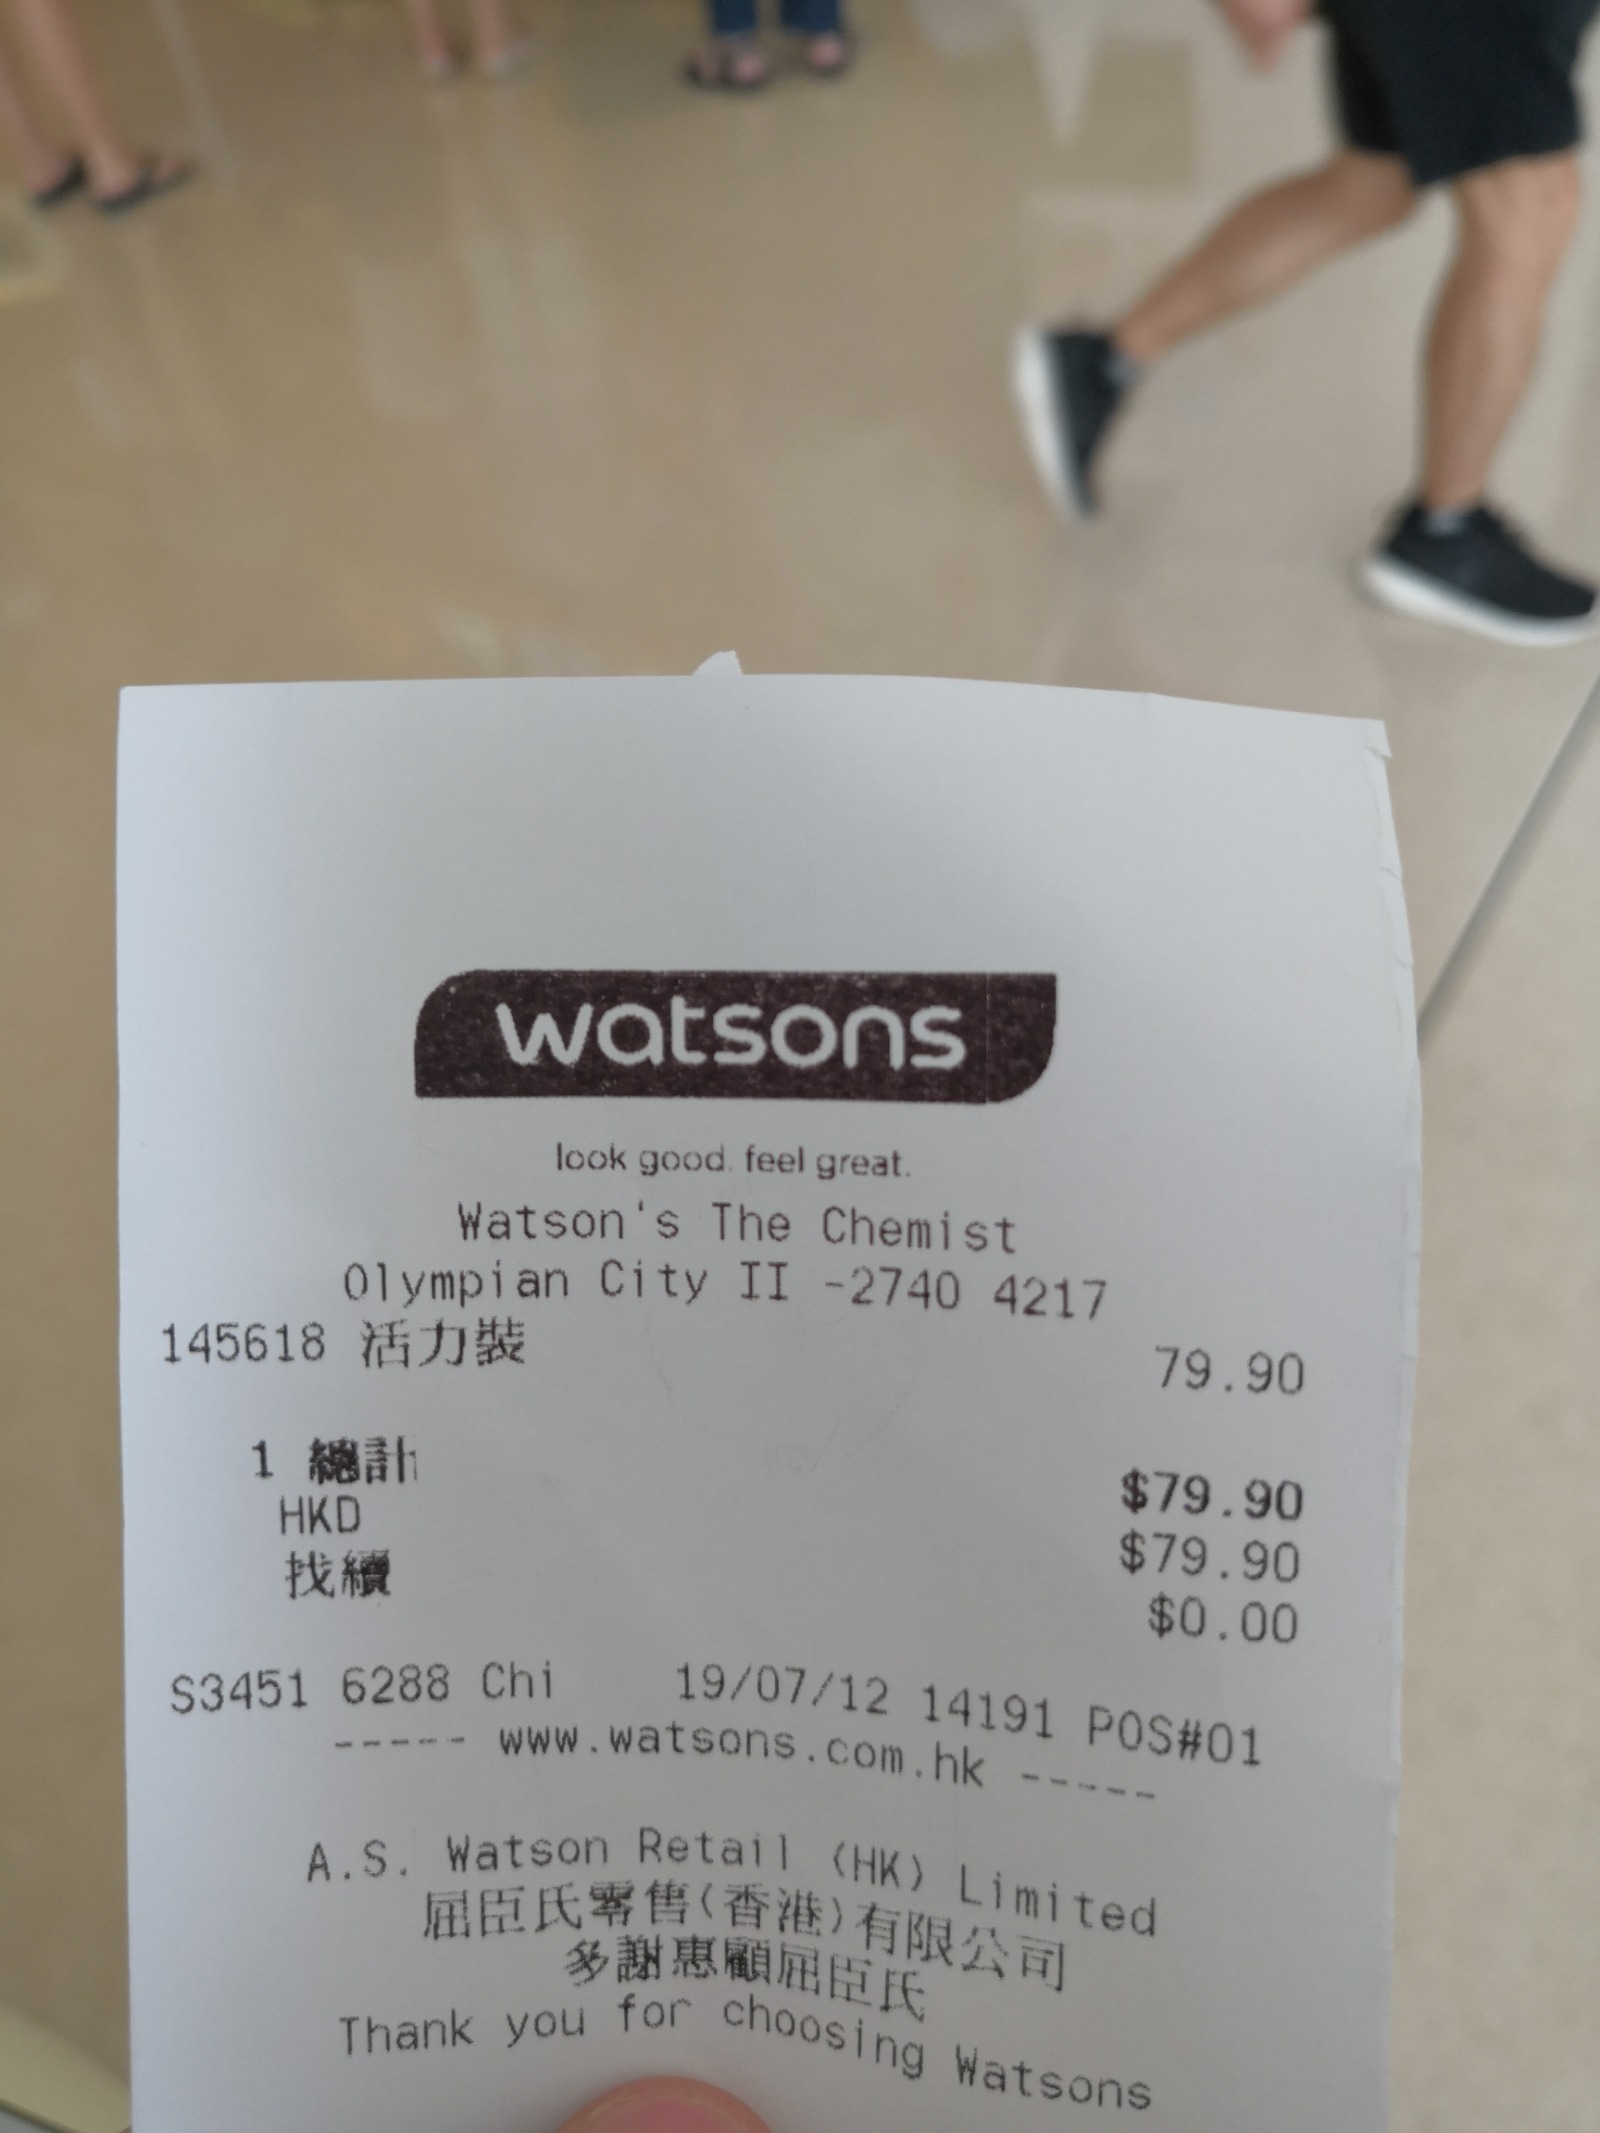 watsons
look good. feel great.
Watson's The Chemist
Olympian City II -2740 4217
145618 活力裝 79.90
1 總計 $79.90
HKD $79.90
找續 $0.00
S3451 6288 Chi 19/07/12 14191 POS#01
----- www.watsons.com.hk -----
A.S. Watson Retail (HK) Limited
屈臣氏零售(香港)有限公司
多謝惠顧屈臣氏
Thank you for choosing Watsons